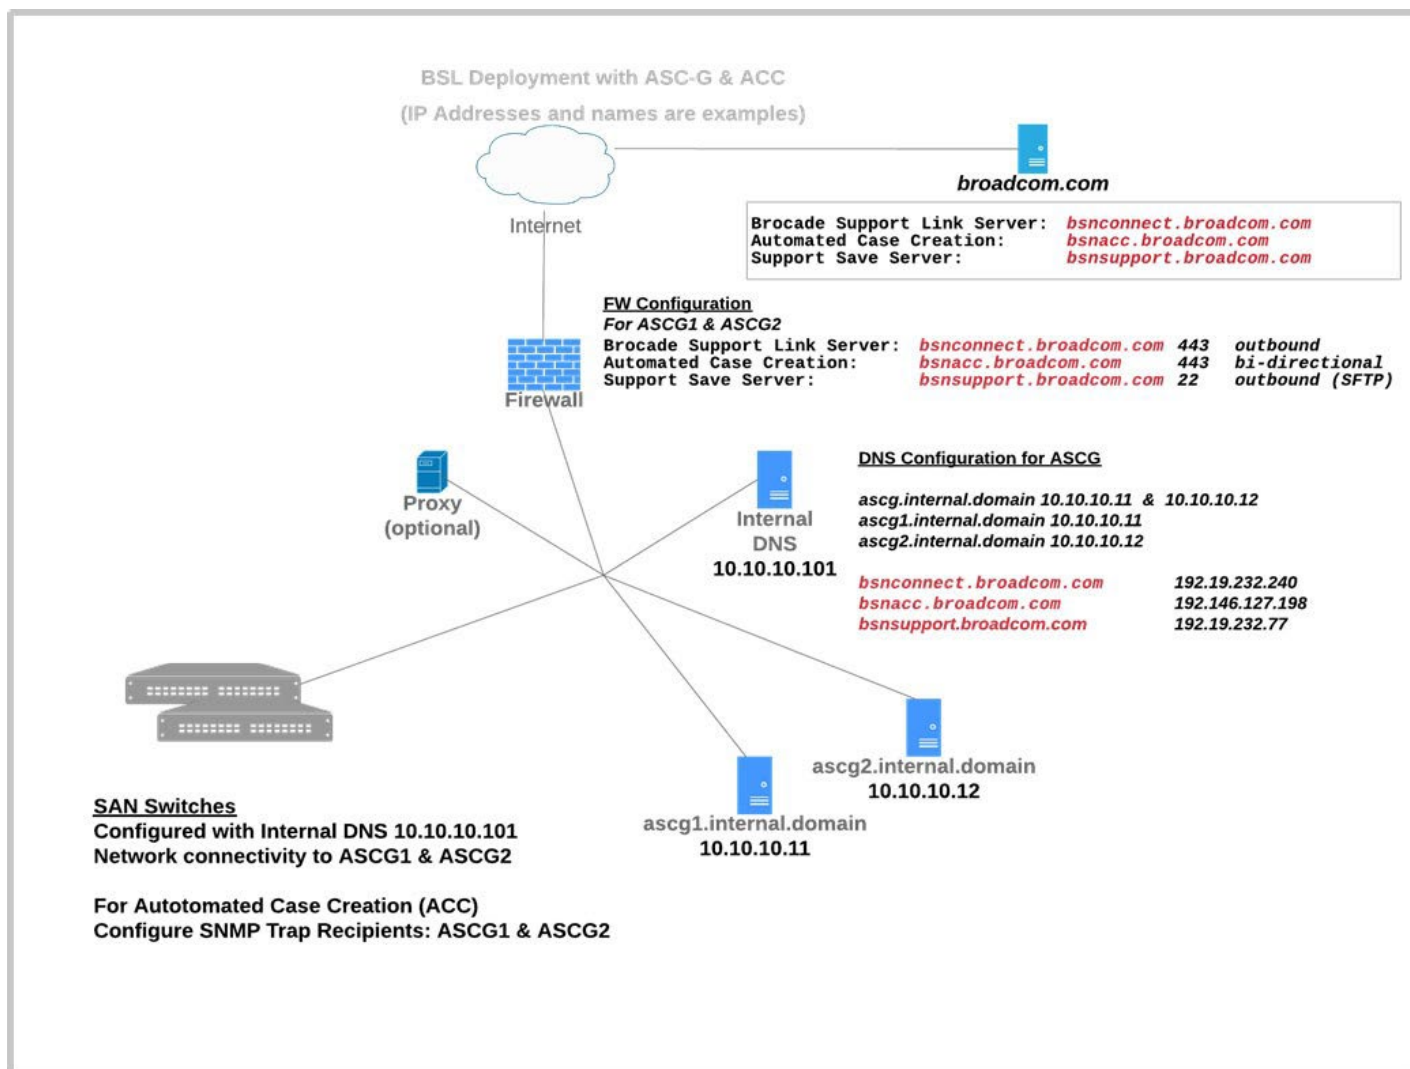 BSL Deployment with ASC-G & ACC
(IP Addresses and names are examples)
broadcom.com
Internet
Brocade Support Link Server: bsnconnect.broadcom.com
Automated Case Creation: bsnacc.broadcom.com
Support Save Server: bsnsupport.broadcom.com
FW Configuration
For ASCG1 & ASCG2
Brocade Support Link Server: bsnconnect.broadcom.com 443 outbound
Automated Case Creation: bsnacc.broadcom.com 443 bi-directional
Support Save Server: bsnsupport.broadcom.com 22 outbound (SFTP)
Firewall
Proxy
(optional)
Internal
DNS
10.10.10.101
DNS Configuration for ASCG
ascg.internal.domain 10.10.10.11 & 10.10.10.12
ascg1.internal.domain 10.10.10.11
ascg2.internal.domain 10.10.10.12
bsnconnect.broadcom.com 192.19.232.240
bsnacc.broadcom.com 192.146.127.198
bsnsupport.broadcom.com 192.19.232.77
ascg2.internal.domain
10.10.10.12
ascg1.internal.domain
10.10.10.11
SAN Switches
Configured with Internal DNS 10.10.10.101
Network connectivity to ASCG1 & ASCG2
For Autotomated Case Creation (ACC)
Configure SNMP Trap Recipients: ASCG1 & ASCG2